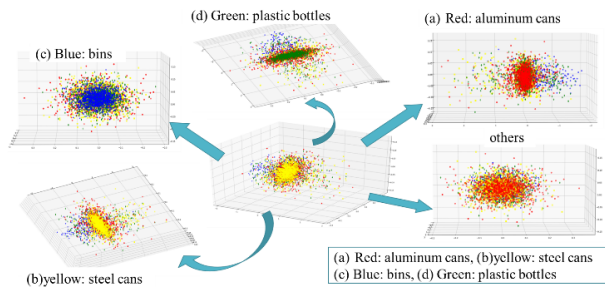 (d) Green: plastic bottles
(a) Red: aluminum cans
(c) Blue: bins
others
(b)yellow: steel cans
(a) Red: aluminum cans, (b)yellow: steel cans
(c) Blue: bins, (d) Green: plastic bottles